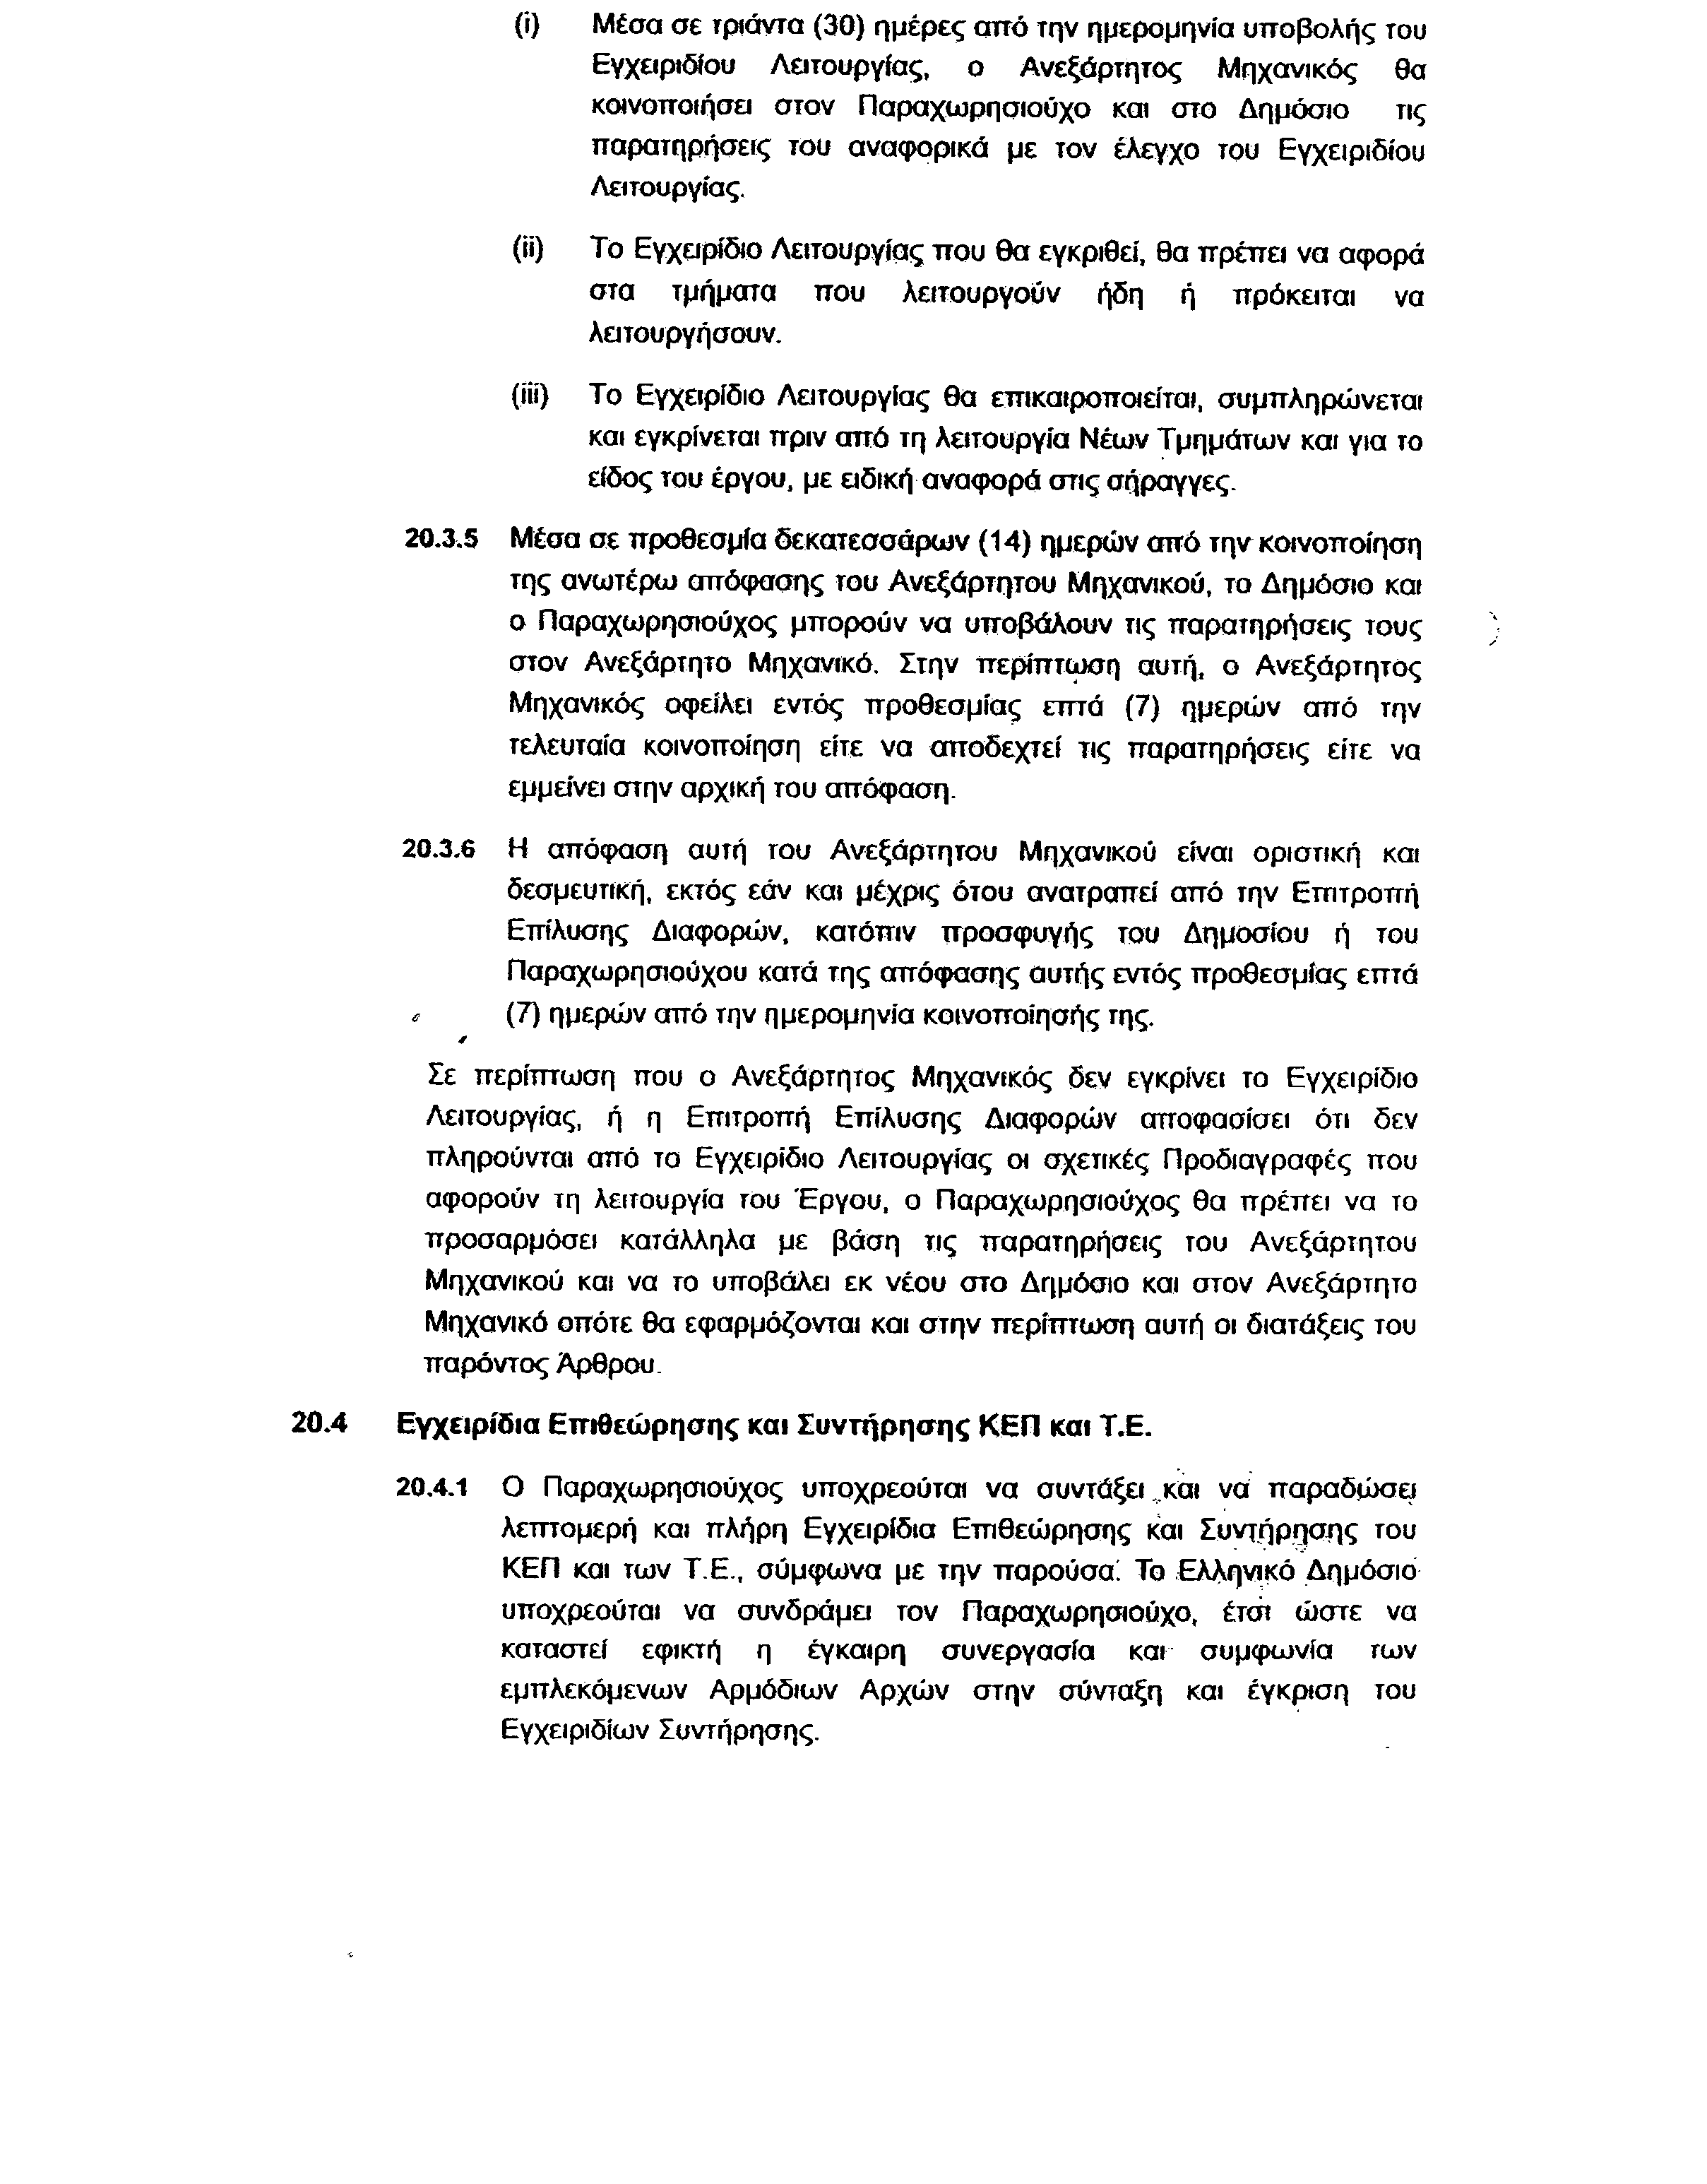 (i) Μέσα σε τριάντα (30) ημέρες από την ημερομηνία υποβολής του
Εγχειριδίου Λειτουργίας, ο Ανεξάρτητος Μηχανικός θα
κοινοποιήσει στον Παραχωρησιούχο και στο Δημόσιο τις
παρατηρήσεις του αναφορικά με τον έλεγχο του Εγχειριδίου
Λειτουργίας.
(ii) Το Εγχειρίδιο Λειτουργίας που θα εγκριθεί, θα πρέπει να αφορά
στα τμήματα που λειτουργούν ήδη ή πρόκειται να
λειτουργήσουν.
(iii) Το Εγχειρίδιο Λειτουργίας θα επικαιροποιείται, συμπληρώνεται
και εγκρίνεται πριν από τη λειτουργία Νέων Τμημάτων και για το
είδος του έργου, με ειδική αναφορά στις σήραγγες.
20.3.5 Μέσα σε προθεσμία δεκατεσσάρων (14) ημερών από την κοινοποίηση
της ανωτέρω απόφασης του Ανεξάρτητου Μηχανικού, το Δημόσιο και
ο Παραχωρησιούχος μπορούν να υποβάλουν τις παρατηρήσεις τους
στον Ανεξάρτητο Μηχανικό. Στην περίπτωση αυτή, ο Ανεξάρτητος
Μηχανικός οφείλει εντός προθεσμίας επτά (7) ημερών από την
τελευταία κοινοποίηση είτε να αποδεχτεί τις παρατηρήσεις είτε να
εμμείνει στην αρχική του απόφαση.
20.3.6 Η απόφαση αυτή του Ανεξάρτητου Μηχανικού είναι οριστική και
δεσμευτική, εκτός εάν και μέχρις ότου ανατραπεί από την Επιτροπή
Επίλυσης Διαφορών, κατόπιν προσφυγής του Δημοσίου ή του
Παραχωρησιούχου κατά της απόφασης αυτής εντός προθεσμίας επτά
(7) ημερών από την ημερομηνία κοινοποίησής της.
Σε περίπτωση που ο Ανεξάρτητος Μηχανικός δεν εγκρίνει το Εγχειρίδιο
Λειτουργίας, ή η Επιτροπή Επίλυσης Διαφορών αποφασίσει ότι δεν
πληρούνται από το Εγχειρίδιο Λειτουργίας οι σχετικές Προδιαγραφές που
αφορούν τη λειτουργία του Έργου, ο Παραχωρησιούχος θα πρέπει να το
προσαρμόσει κατάλληλα με βάση τις παρατηρήσεις του Ανεξάρτητου
Μηχανικού και να το υποβάλει εκ νέου στο Δημόσιο και στον Ανεξάρτητο
Μηχανικό οπότε θα εφαρμόζονται και στην περίπτωση αυτή οι διατάξεις του
παρόντος Άρθρου.
20.4 Εγχειρίδια Επιθεώρησης και Συντήρησης ΚΕΠ και Τ.Ε.
20.4.1 Ο Παραχωρησιούχος υποχρεούται να συντάξει και να παραδώσει
λεπτομερή και πλήρη Εγχειρίδια Επιθεώρησης και Συντήρησης του
ΚΕΠ και των Τ.Ε., σύμφωνα με την παρούσα. Το Ελληνικό Δημόσιο
υποχρεούται να συνδράμει τον Παραχωρησιούχο, έτσι ώστε να
καταστεί εφικτή η έγκαιρη συνεργασία και συμφωνία των
εμπλεκόμενων Αρμόδιων Αρχών στην σύνταξη και έγκριση του
Εγχειριδίων Συντήρησης.